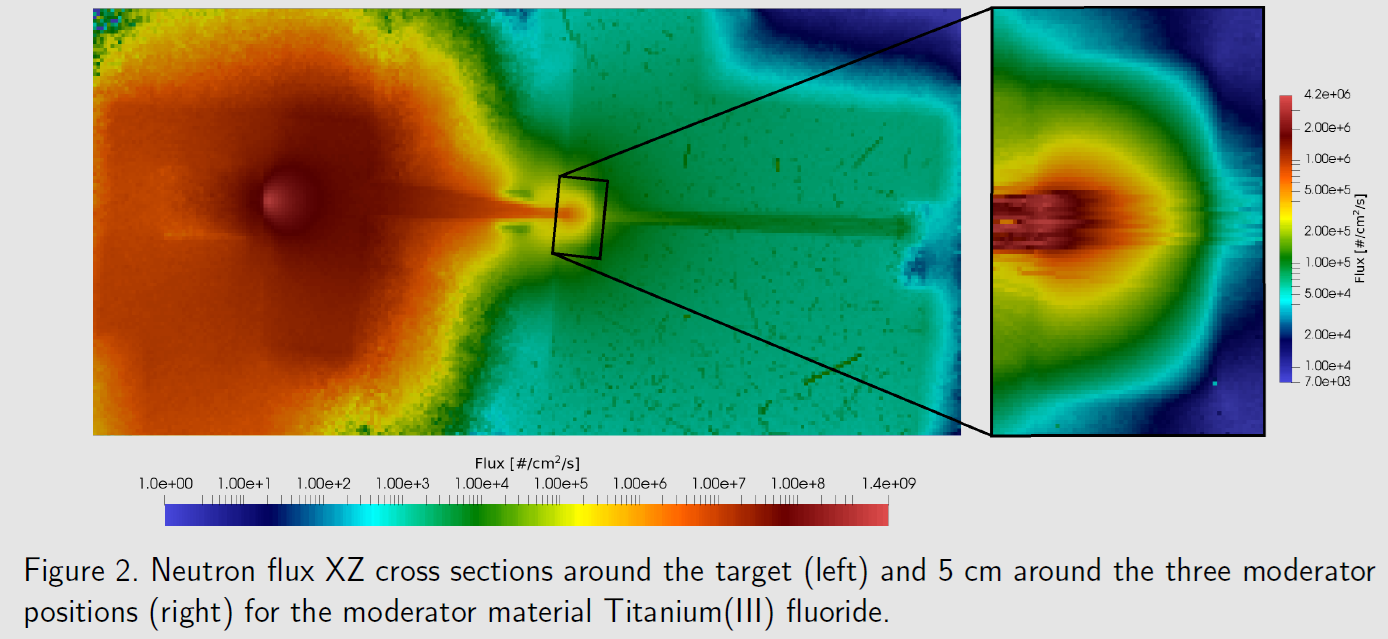 4.2e+06
2.00e+6
1.00e+6
5.00e+5
2.00e+5
1.00e+5
5.00e+4
2.00e+4
1.00e+4
7.0e+03
Flux [#/cm²/s]
Flux [#/cm²/s]
1.0e+00 1.00e+1 1.00e+2 1.00e+3 1.00e+4 1.00e+5 1.00e+6 1.00e+7 1.00e+8 1.4e+09
Figure 2. Neutron flux XZ cross sections around the target (left) and 5 cm around the three moderator
positions (right) for the moderator material Titanium(III) fluoride.